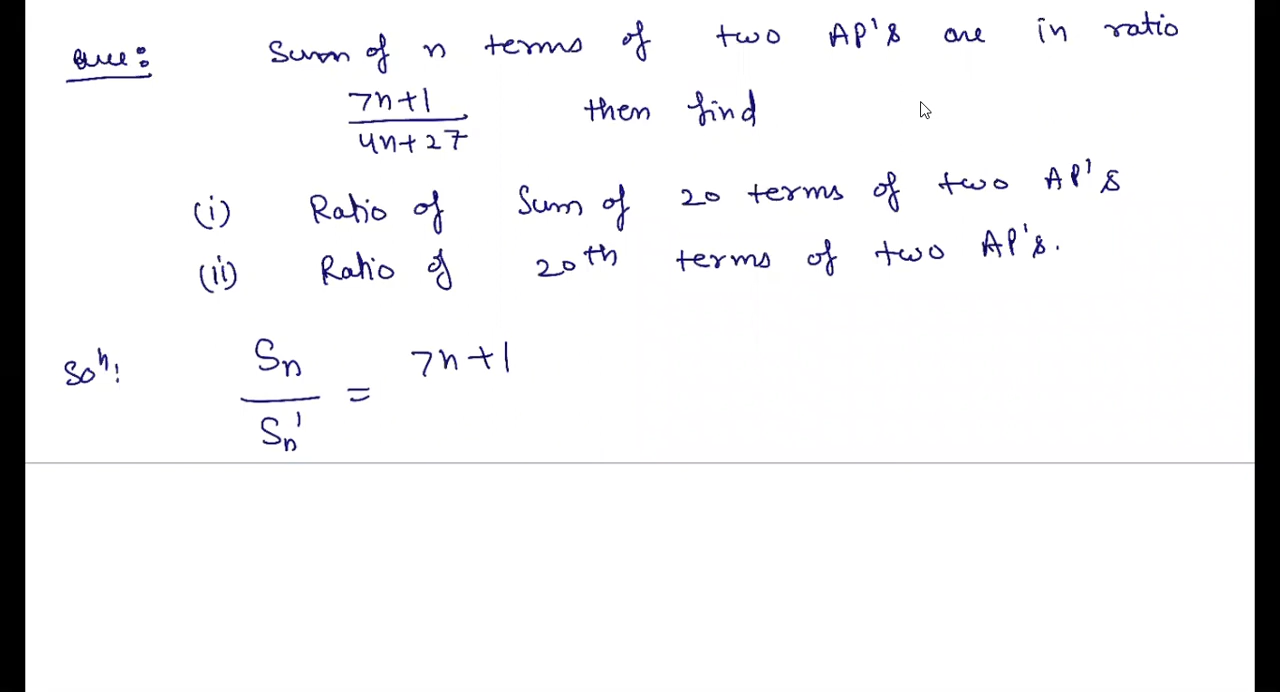 Que: Sum of n terms of two AP's are in ratio
7n+1 / 4n+27 then find
(i) Ratio of Sum of 20 terms of two AP's
(ii) Ratio of 20th terms of two AP's.
Soⁿ: Sn / Sn' = 7n+1